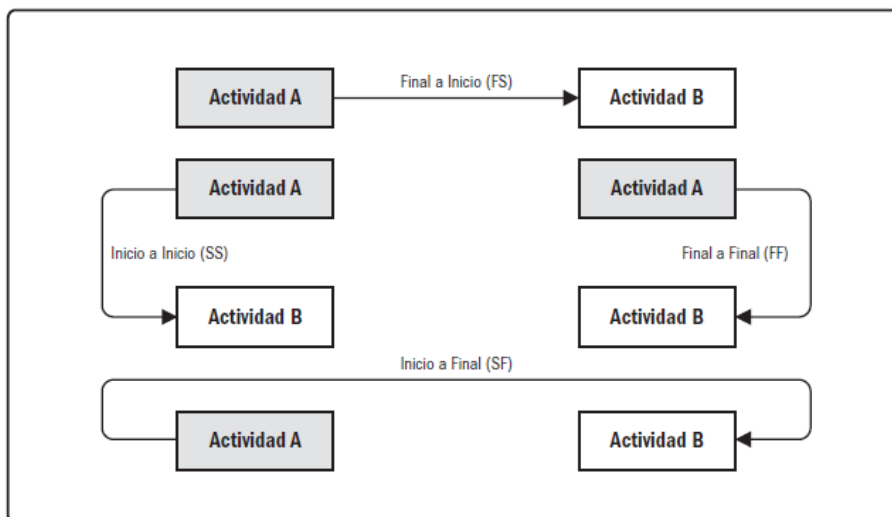 Actividad A
Final a Inicio (FS)
Actividad B
Actividad A
Actividad A
Inicio a Inicio (SS)
Final a Final (FF)
Actividad B
Actividad B
Inicio a Final (SF)
Actividad A
Actividad B